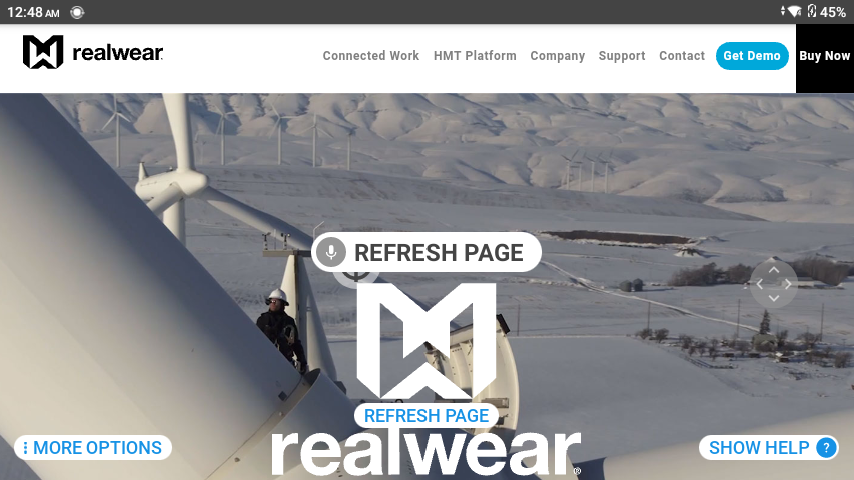 12:48 AM 45%
realwear
Connected Work HMT Platform Company Support Contact Get Demo Buy Now
REFRESH PAGE
REFRESH PAGE
MORE OPTIONS SHOW HELP ?
realwear®